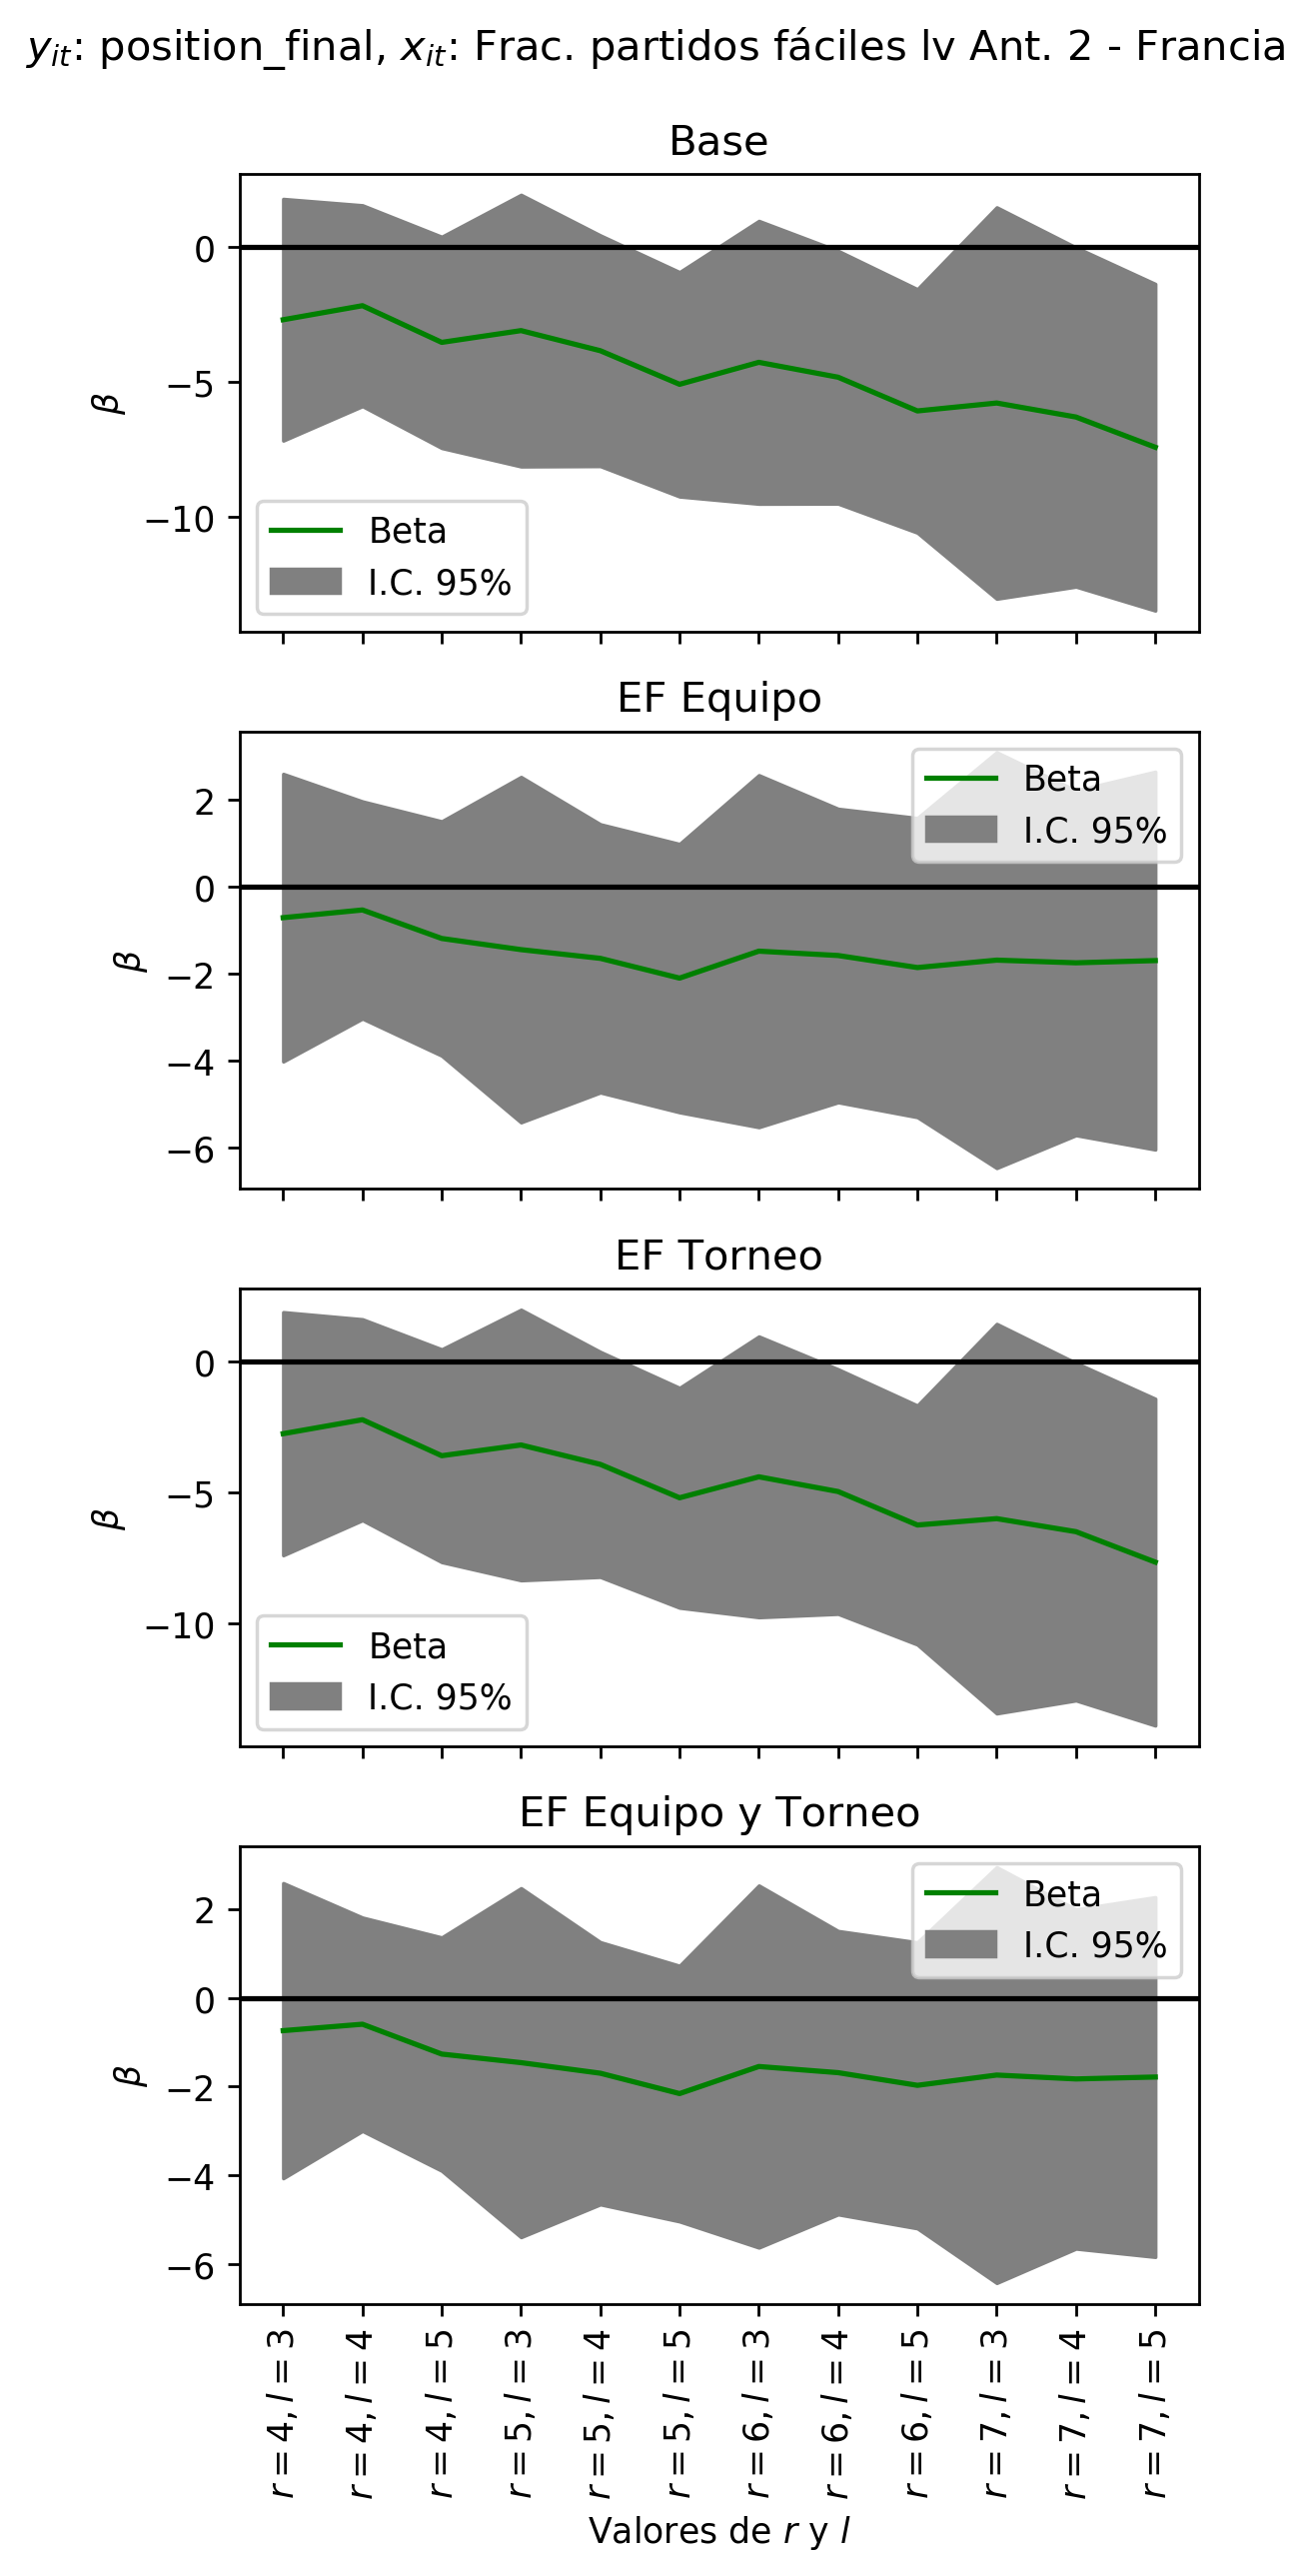 y_it: position_final, x_it: Frac. partidos fáciles lv Ant. 2 - Francia
Base
0
−5
−10
β
Beta
I.C. 95%
EF Equipo
2
0
−2
−4
−6
β
Beta
I.C. 95%
EF Torneo
0
−5
−10
β
Beta
I.C. 95%
EF Equipo y Torneo
2
0
−2
−4
−6
β
Beta
I.C. 95%
r = 4, l = 3
r = 4, l = 4
r = 4, l = 5
r = 5, l = 3
r = 5, l = 4
r = 5, l = 5
r = 6, l = 3
r = 6, l = 4
r = 6, l = 5
r = 7, l = 3
r = 7, l = 4
r = 7, l = 5
Valores de r y l